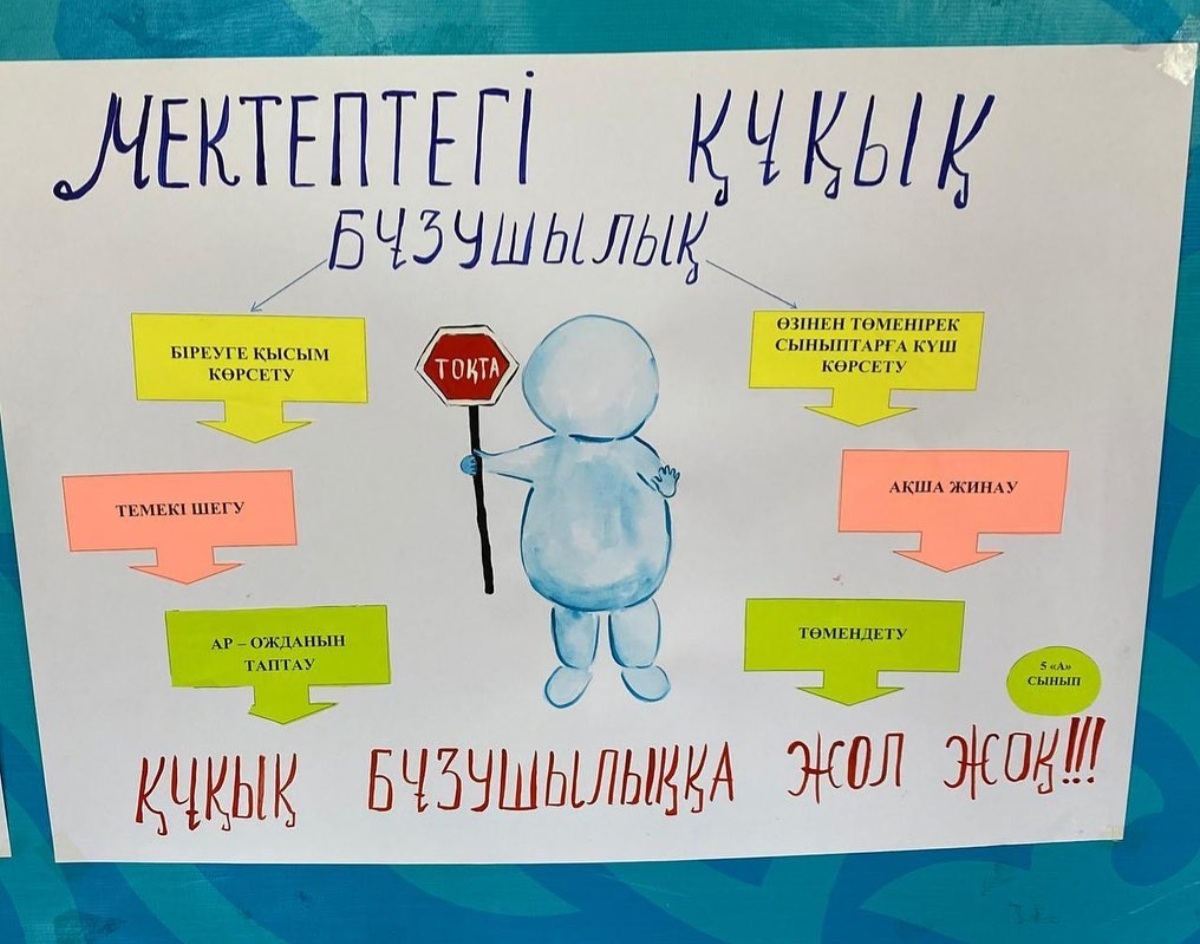 МЕКТЕПТЕГІ ҚҰҚЫҚ
БҰЗУШЫЛЫҚ
БІРЕУГЕ ҚЫСЫМ
КӨРСЕТУ
ӨЗІНЕН ТӨМЕНІРЕК
СЫНЫПТАРҒА КҮШ
КӨРСЕТУ
ТОҚТА
ТЕМЕКІ ШЕГУ
АҚША ЖИНАУ
АР – ОЖДАНЫН
ТАПТАУ
ТӨМЕНДЕТУ
5 «А»
СЫНЫП
ҚҰҚЫҚ БҰЗУШЫЛЫҚҚА ЖОЛ ЖОҚ!!!